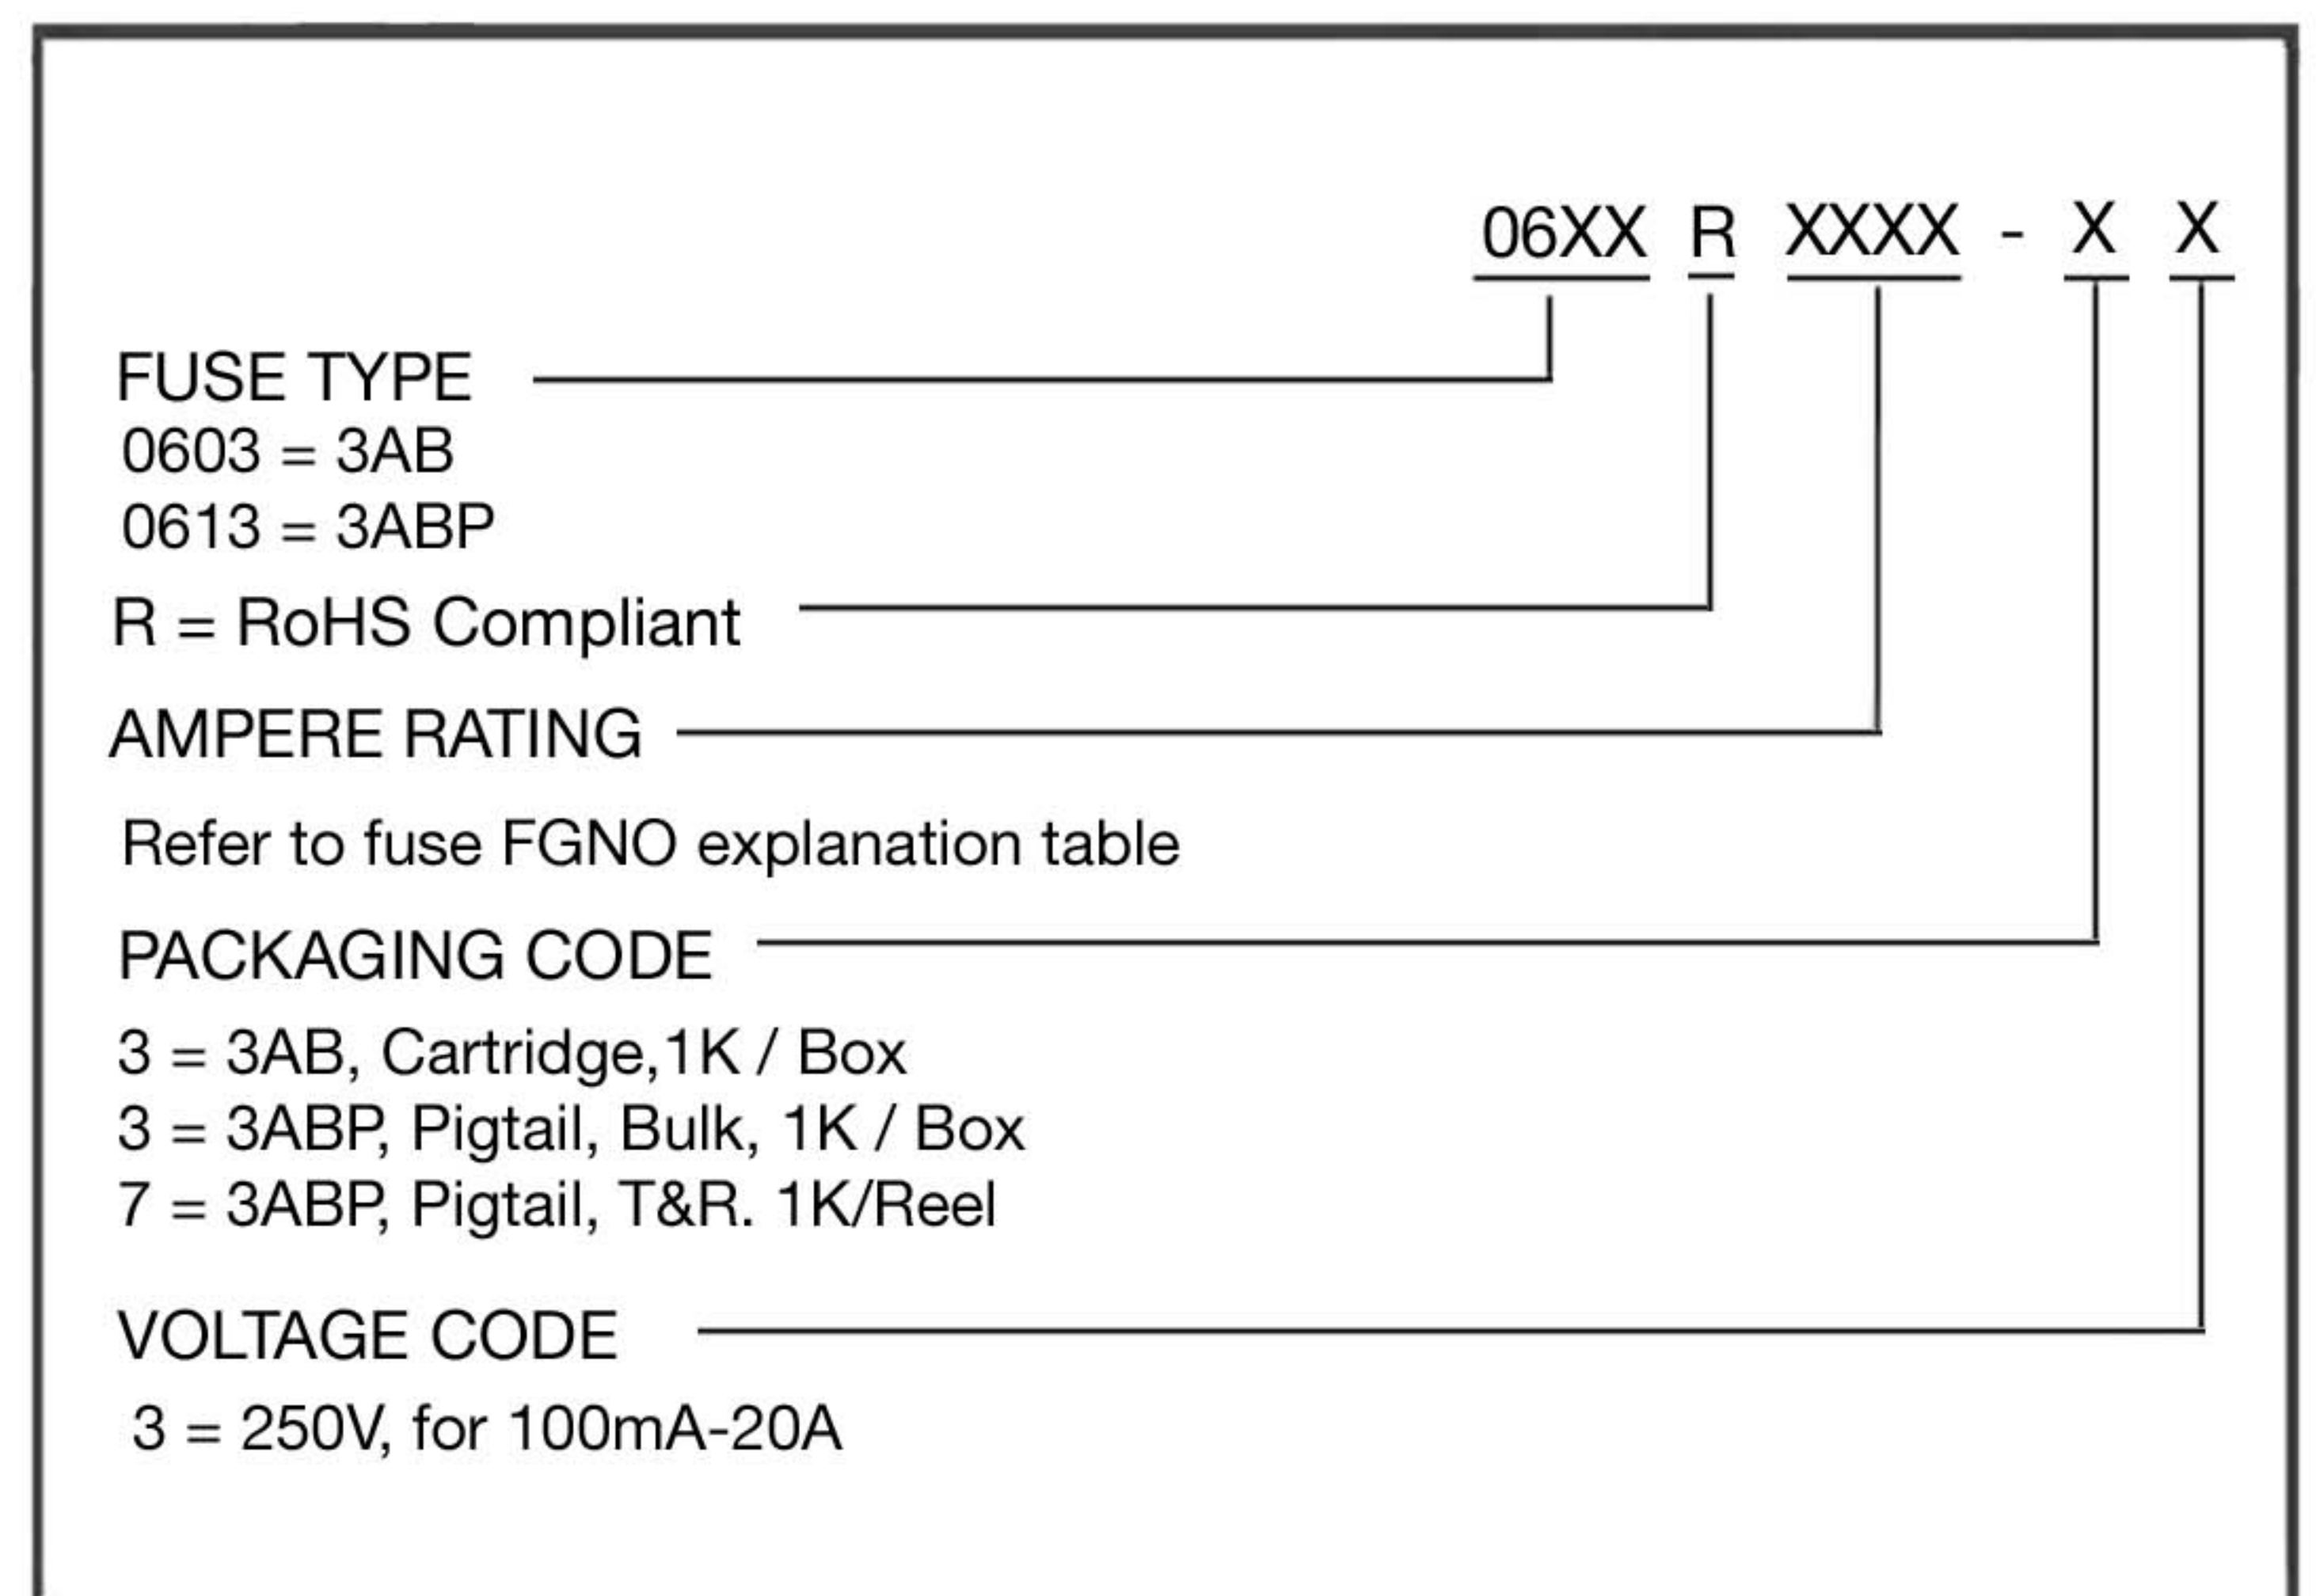 06XX R XXXX - X X
FUSE TYPE
0603 = 3AB
0613 = 3ABP
R = RoHS Compliant
AMPERE RATING
Refer to fuse FGNO explanation table
PACKAGING CODE
3 = 3AB, Cartridge,1K / Box
3 = 3ABP, Pigtail, Bulk, 1K / Box
7 = 3ABP, Pigtail, T&R. 1K/Reel
VOLTAGE CODE
3 = 250V, for 100mA-20A